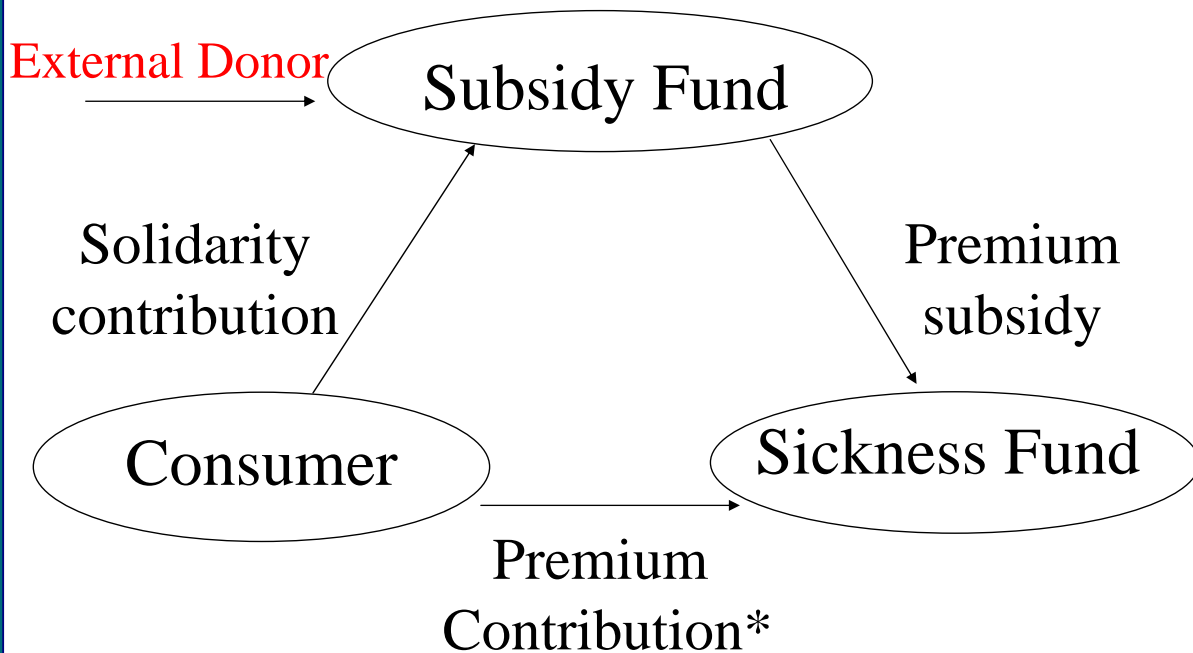 External Donor
Subsidy Fund
Solidarity
contribution
Premium
subsidy
Consumer
Sickness Fund
Premium
Contribution*